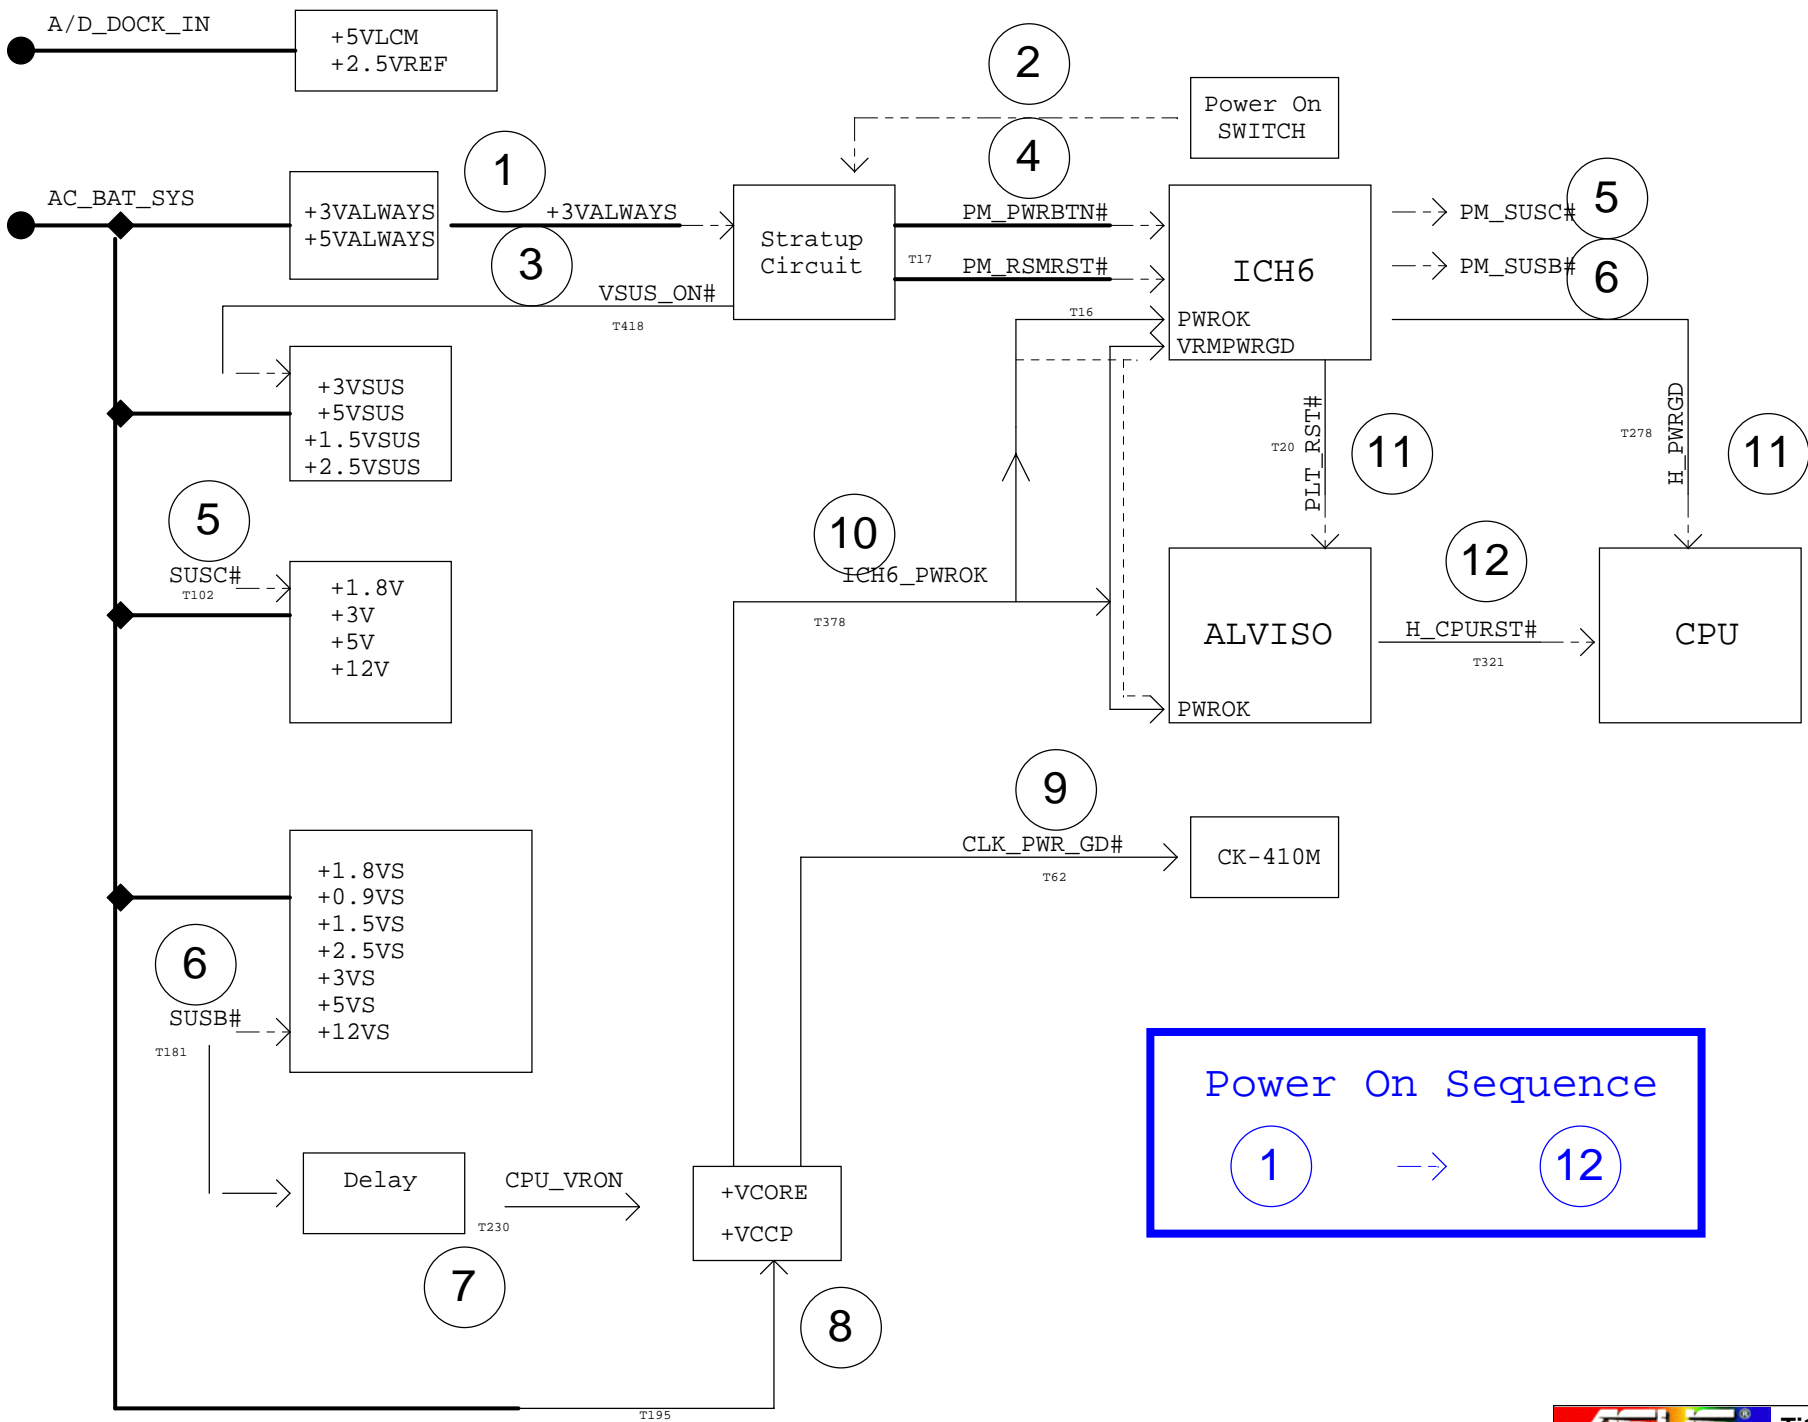 A/D_DOCK_IN
+5VLCM
+2.5VREF
2
Power On
SWITCH
AC_BAT_SYS
+3VALWAYS
+5VALWAYS
1
+3VALWAYS
3
VSUS_ON#
T418
Stratup
Circuit
4
PM_PWRBTN#
T17
PM_RSMRST#
T16
ICH6
PWROK
VRMPWRGD
PM_SUSC#
5
PM_SUSB#
6
+3VSUS
+5VSUS
+1.5VSUS
+2.5VSUS
T20
PLT_RST#
11
T278
H_PWRGD
11
5
SUSC#
T102
+1.8V
+3V
+5V
+12V
10
ICH6_PWROK
T378
ALVISO
PWROK
12
H_CPURST#
T321
CPU
9
CLK_PWR_GD#
T62
CK-410M
+1.8VS
+0.9VS
+1.5VS
+2.5VS
+3VS
+5VS
+12VS
6
SUSB#
T181
Delay
CPU_VRON
T230
7
+VCORE
+VCCP
8
T195
Power On Sequence
1
12